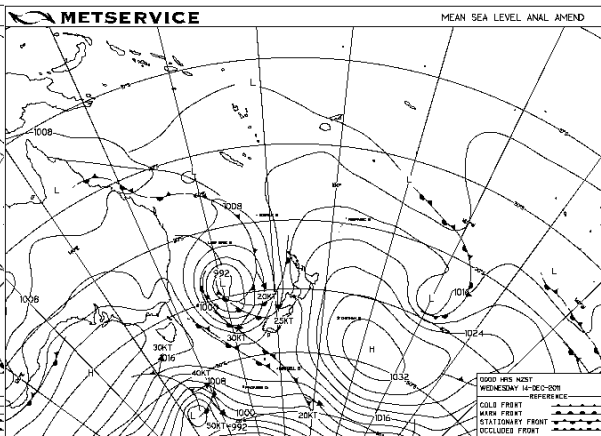 METSERVICE
MEAN SEA LEVEL ANAL AMEND
L
1008
L
1008
L
L
992
1000
20KT
25KT
30KT
30KT
1016
1008
H
40KT
1008
L
50KT
992
1000
20KT
L
1016
1024
H
1032
1016
L
0000 HRS NZST
WEDNESDAY 14-DEC-2011
REFERENCE
COLD FRONT
WARM FRONT
STATIONARY FRONT
OCCLUDED FRONT